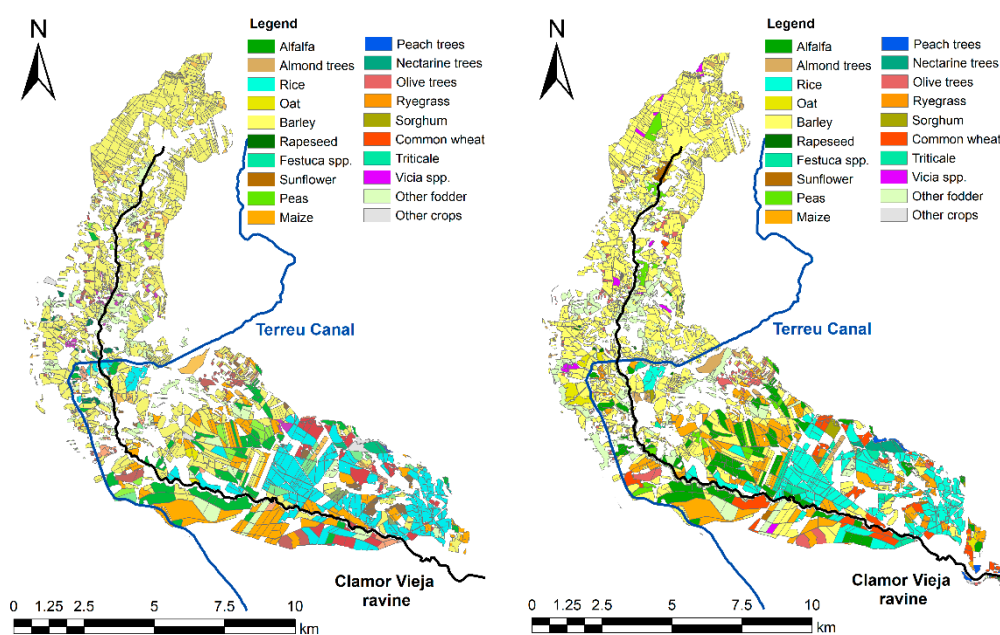 N
Legend
Alfalfa
Almond trees
Rice
Oat
Barley
Rapeseed
Festuca spp.
Sunflower
Peas
Maize
Peach trees
Nectarine trees
Olive trees
Ryegrass
Sorghum
Common wheat
Triticale
Vicia spp.
Other fodder
Other crops
Terreu Canal
Clamor Vieja
ravine
0 1.25 2.5 5 7.5 10
km
N
Legend
Alfalfa
Almond trees
Rice
Oat
Barley
Rapeseed
Festuca spp.
Sunflower
Peas
Maize
Peach trees
Nectarine trees
Olive trees
Ryegrass
Sorghum
Common wheat
Triticale
Vicia spp.
Other fodder
Other crops
Terreu Canal
Clamor Vieja
ravine
0 1.25 2.5 5 7.5 10
km